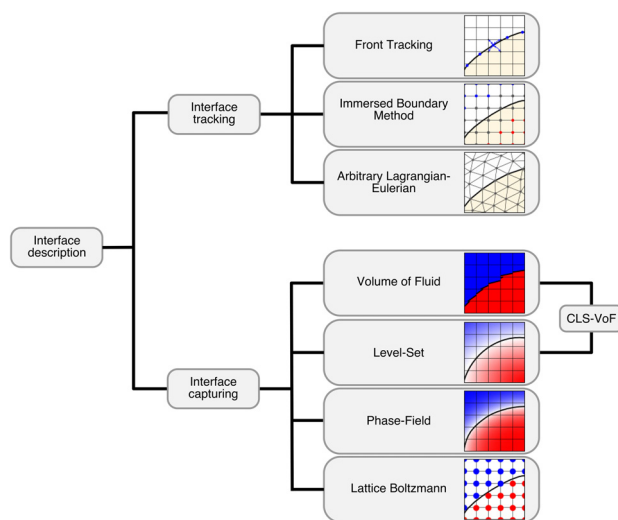 Front Tracking
Interface
tracking
Immersed Boundary
Method
Arbitrary Lagrangian-
Eulerian
Interface
description
Volume of Fluid
CLS-VoF
Level-Set
Interface
capturing
Phase-Field
Lattice Boltzmann